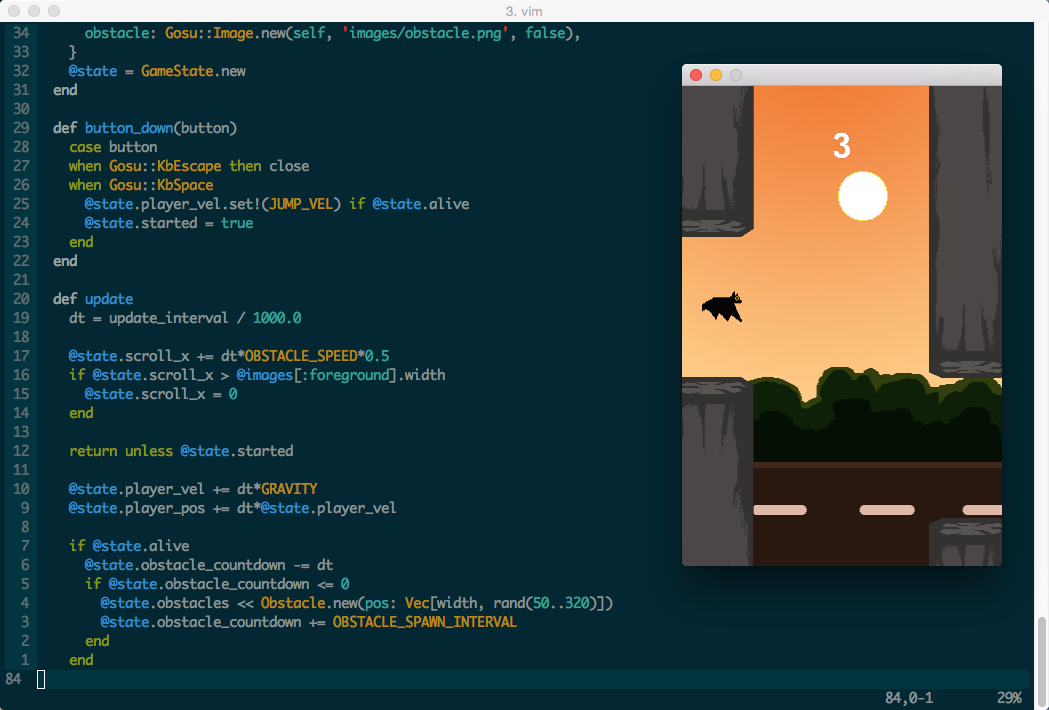 3. vim
34 obstacle: Gosu::Image.new(self, 'images/obstacle.png', false),
33 }
32 @state = GameState.new
31 end
30
29 def button_down(button)
28 case button
27 when Gosu::KbEscape then close
26 when Gosu::KbSpace
25 @state.player_vel.set!(JUMP_VEL) if @state.alive
24 @state.started = true
23 end
22 end
21
20 def update
19 dt = update_interval / 1000.0
18
17 @state.scroll_x += dt*OBSTACLE_SPEED*0.5
16 if @state.scroll_x > @images[:foreground].width
15 @state.scroll_x = 0
14 end
13
12 return unless @state.started
11
10 @state.player_vel += dt*GRAVITY
9 @state.player_pos += dt*@state.player_vel
8
7 if @state.alive
6 @state.obstacle_countdown -= dt
5 if @state.obstacle_countdown <= 0
4 @state.obstacles << Obstacle.new(pos: Vec[width, rand(50..320)])
3 @state.obstacle_countdown += OBSTACLE_SPAWN_INTERVAL
2 end
1 end
84
84,0-1 29%
3